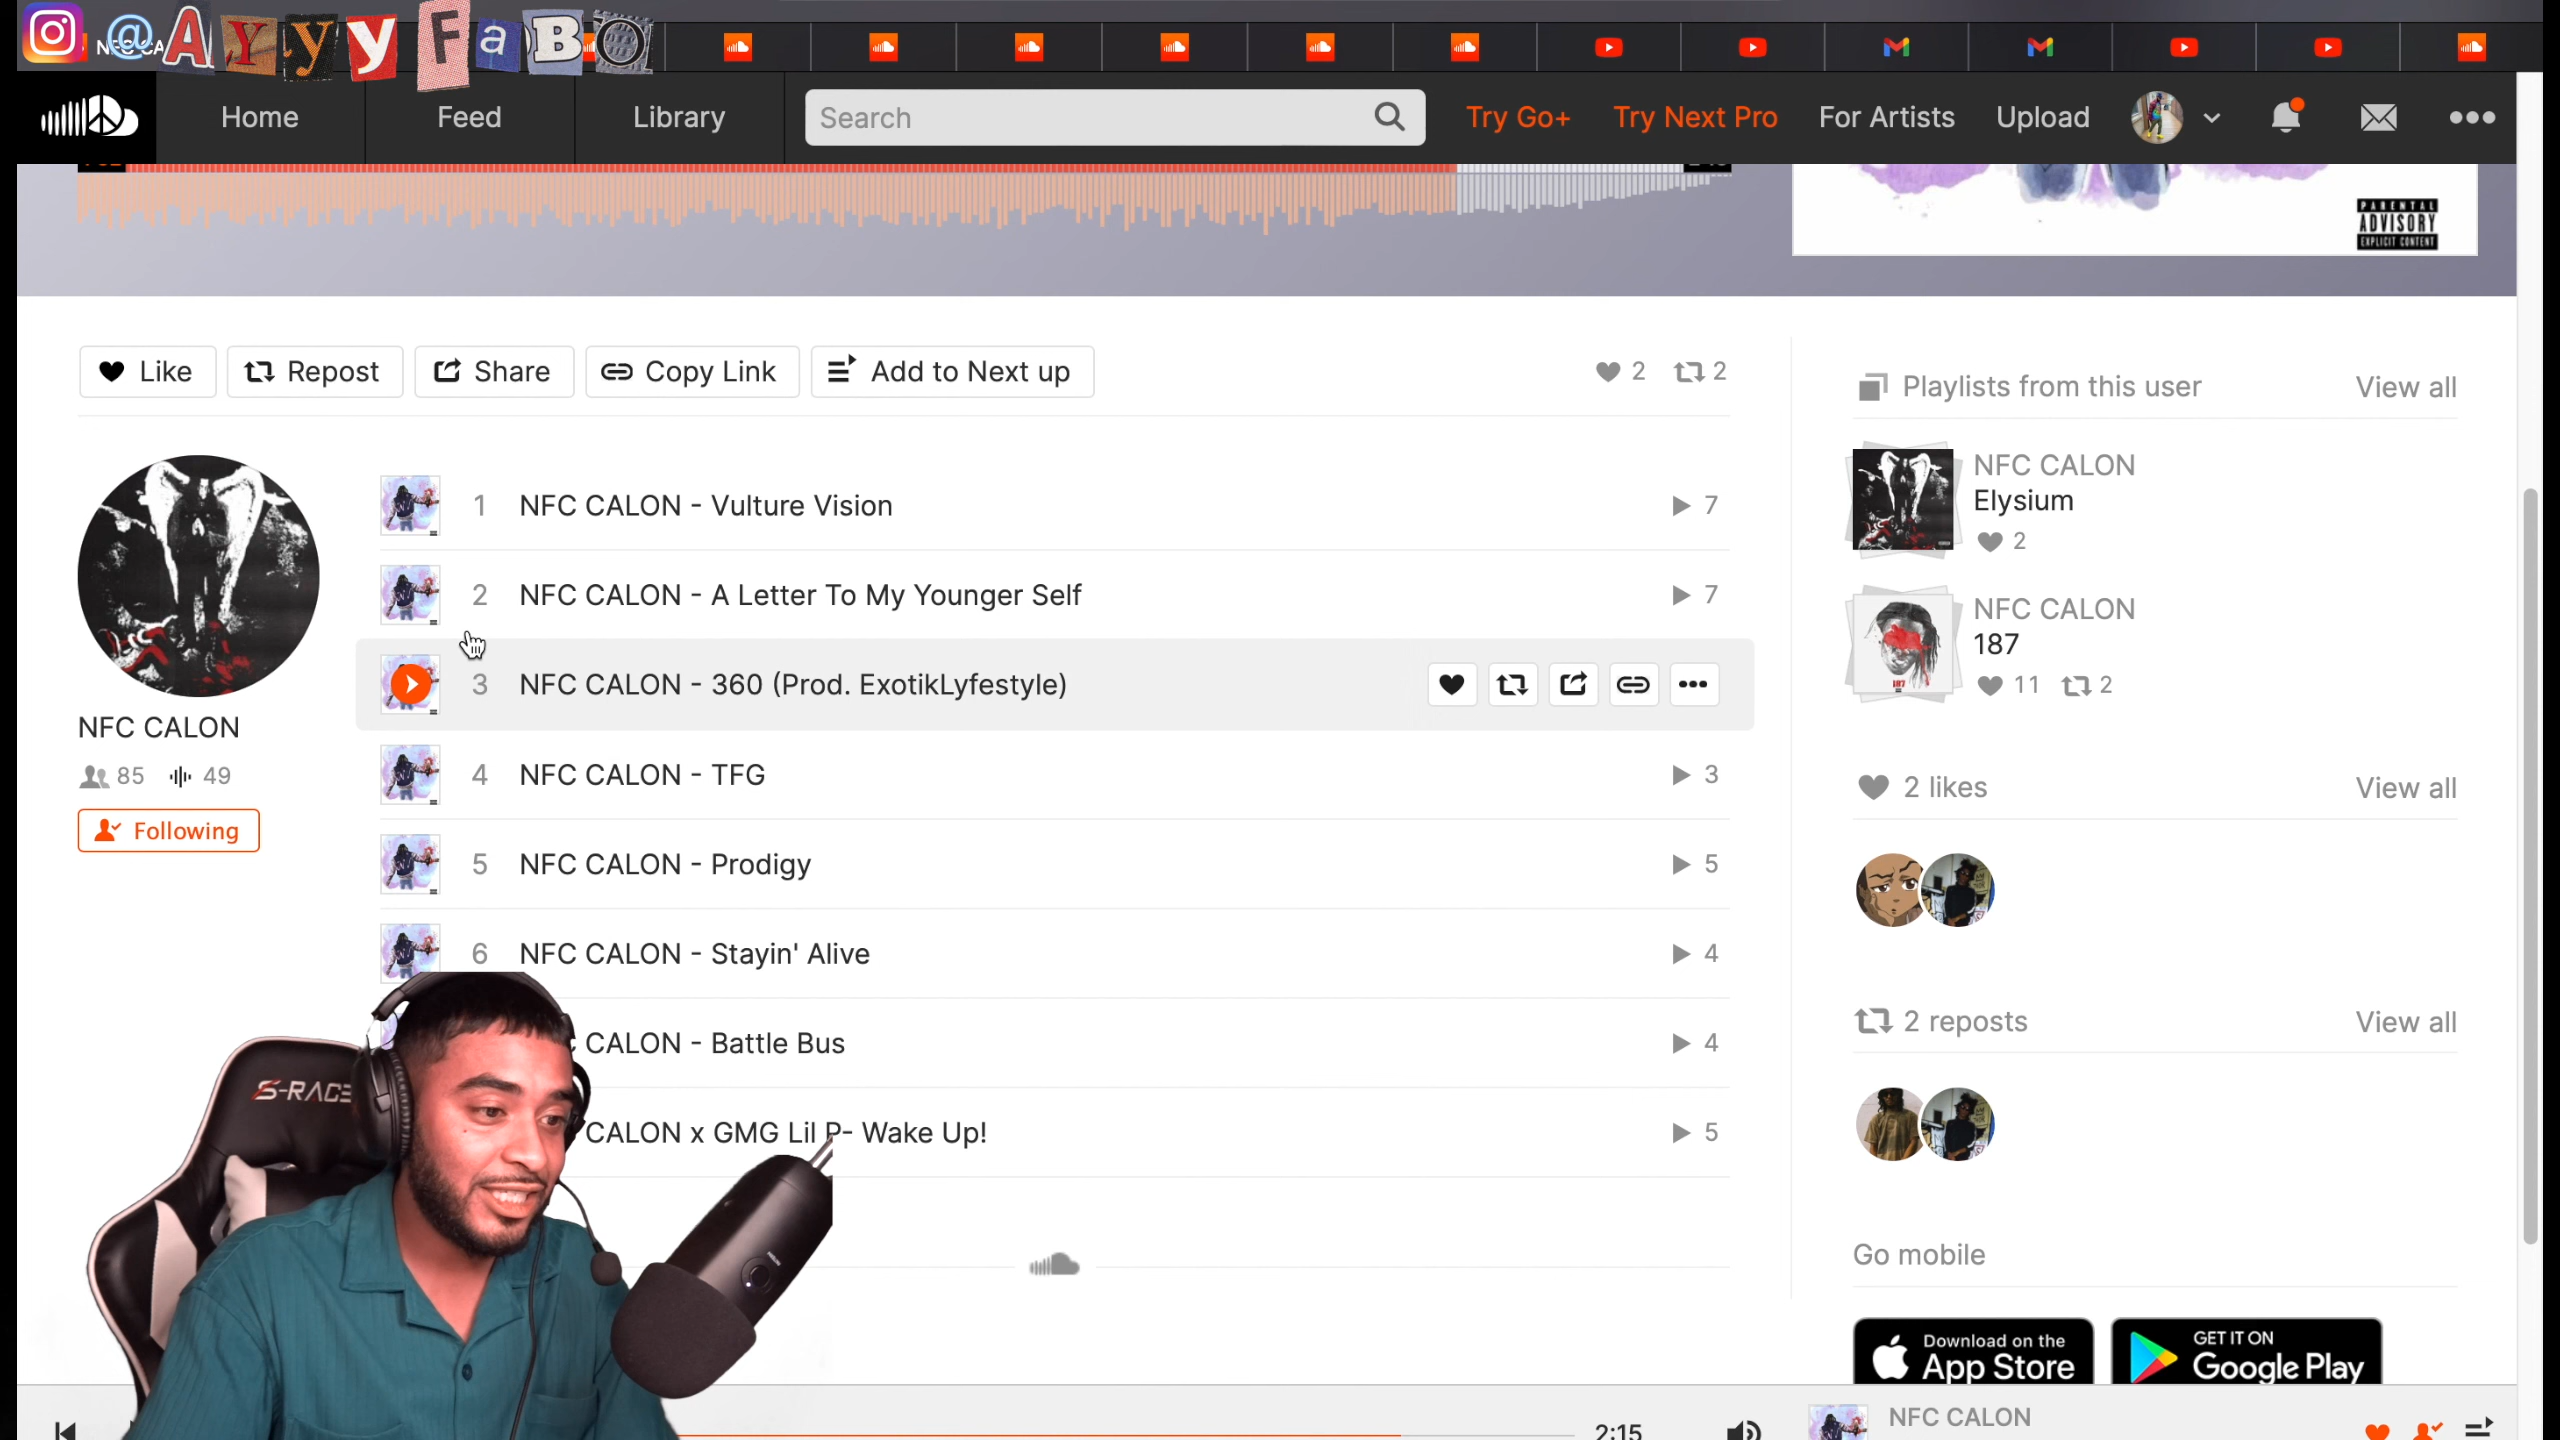 @AYyyFaBO
Home
Feed
Library
Search
Try Go+
Try Next Pro
For Artists
Upload
PARENTAL
ADVISORY
EXPLICIT CONTENT
Like
Repost
Share
Copy Link
Add to Next up
2
2
1 NFC CALON - Vulture Vision 7
2 NFC CALON - A Letter To My Younger Self 7
3 NFC CALON - 360 (Prod. ExotikLyfestyle)
4 NFC CALON - TFG 3
5 NFC CALON - Prodigy 5
6 NFC CALON - Stayin' Alive 4
CALON - Battle Bus 4
CALON x GMG Lil P- Wake Up! 5
NFC CALON
85 49
Following
S-RACE
Playlists from this user View all
NFC CALON
Elysium
2
NFC CALON
187
11 2
2 likes View all
2 reposts View all
Go mobile
Download on the
App Store
GET IT ON
Google Play
2:15
NFC CALON